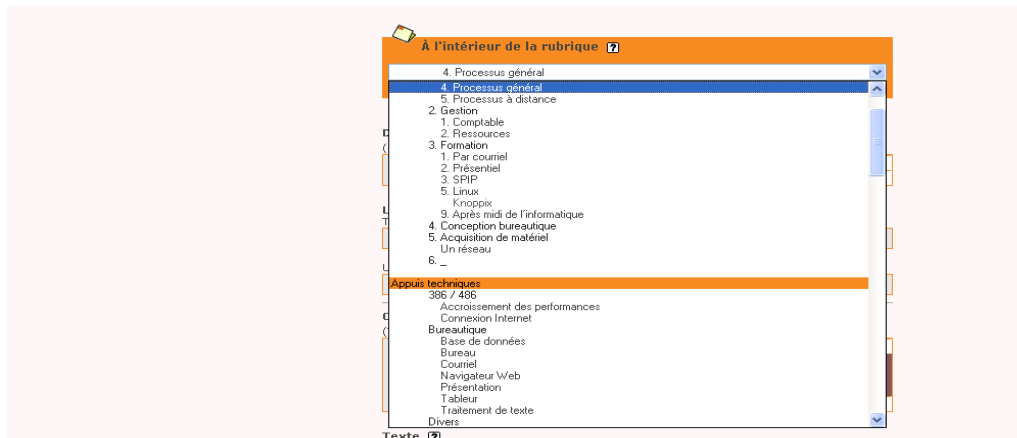 À l'intérieur de la rubrique ?
4. Processus général
4. Processus général
5. Processus à distance
2. Gestion
1. Comptable
2. Ressources
3. Formation
1. Par courriel
2. Présentiel
3. SPIP
5. Linux
Knoppix
9. Après midi de l'informatique
4. Conception bureautique
5. Acquisition de matériel
Un réseau
6. _
Appuis techniques
386 / 486
Accroissement des performances
Connexion Internet
Bureautique
Base de données
Bureau
Courriel
Navigateur Web
Présentation
Tableur
Traitement de texte
Divers
Texte ?